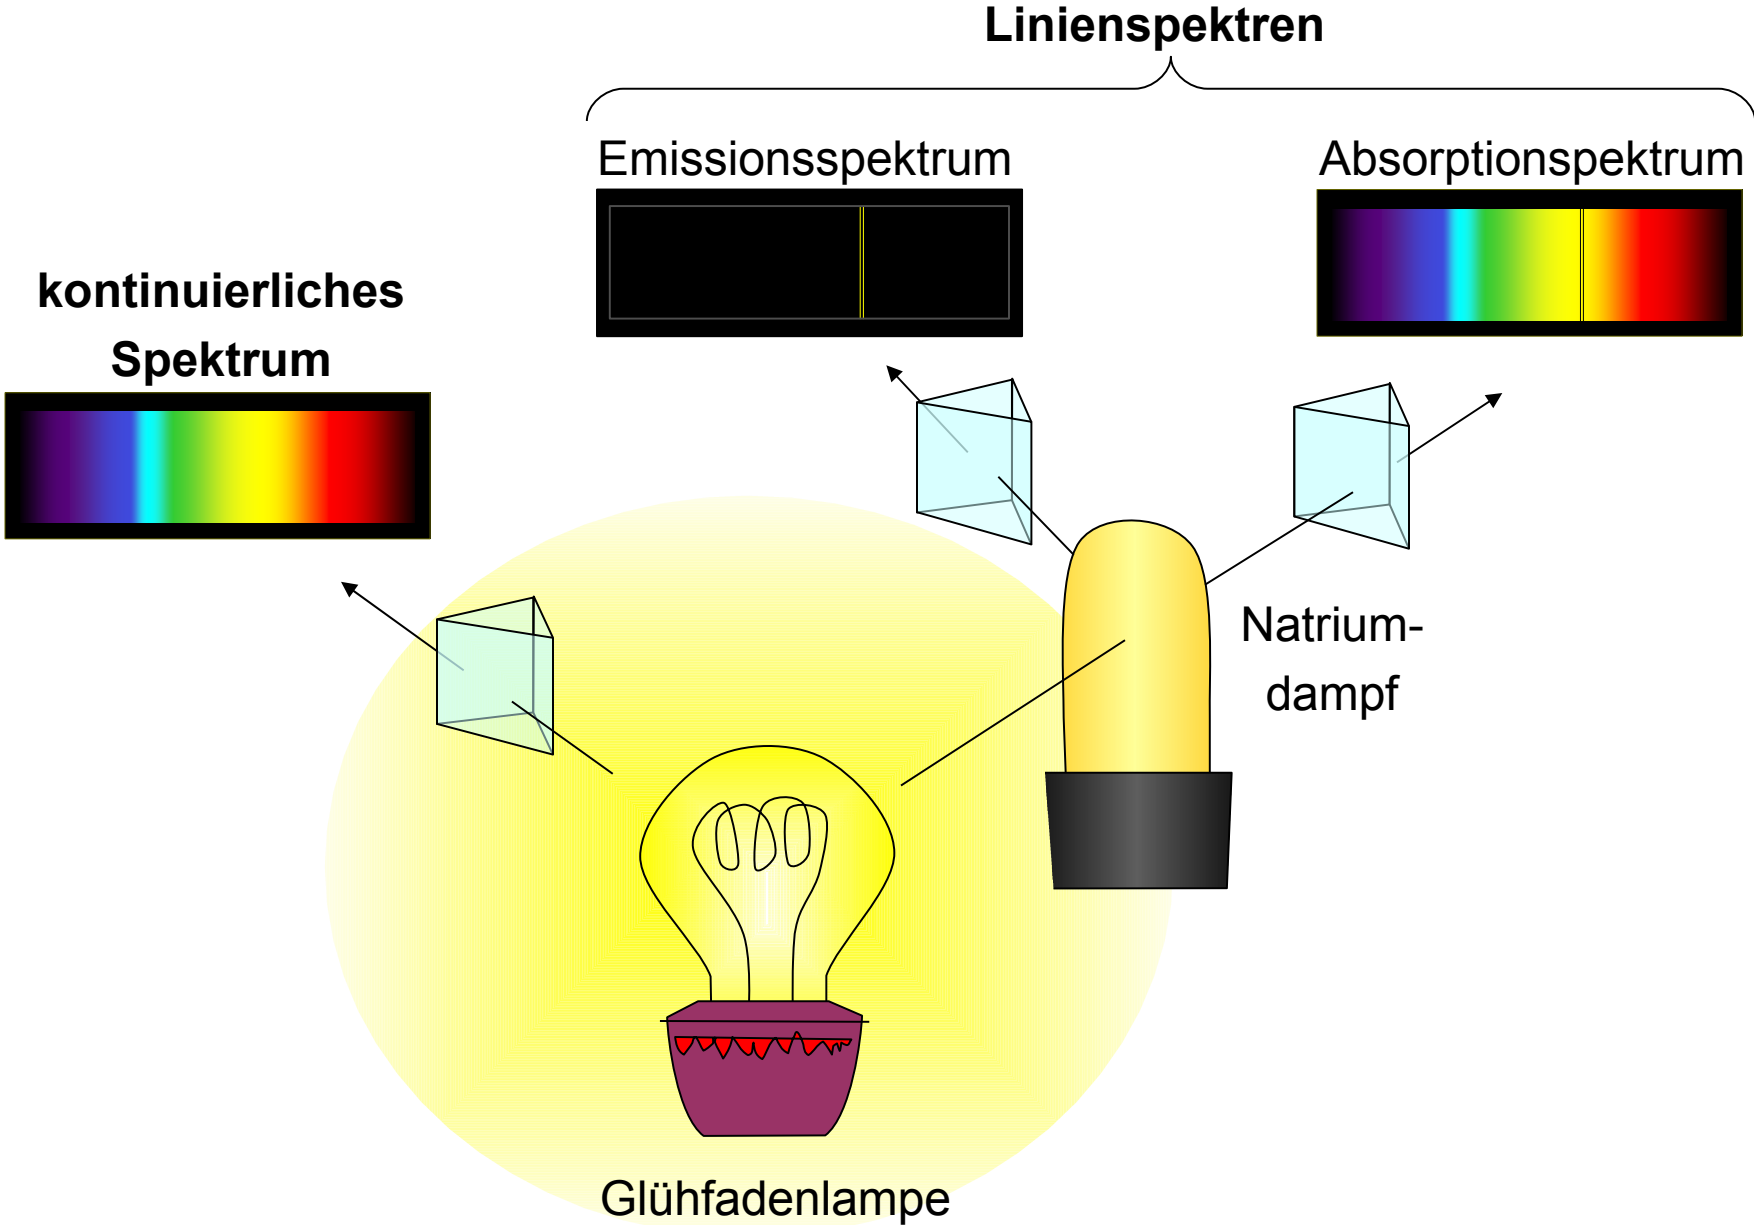 Linienspektren
Emissionsspektrum
Absorptionspektrum
kontinuierliches
Spektrum
Natrium-
dampf
Glühfadenlampe